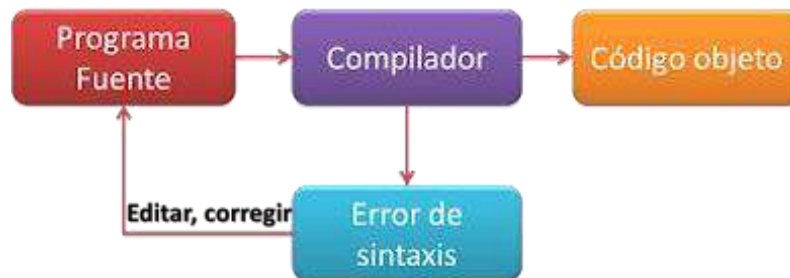 Programa
Fuente
Compilador
Código objeto
Editar, corregir
Error de
sintaxis